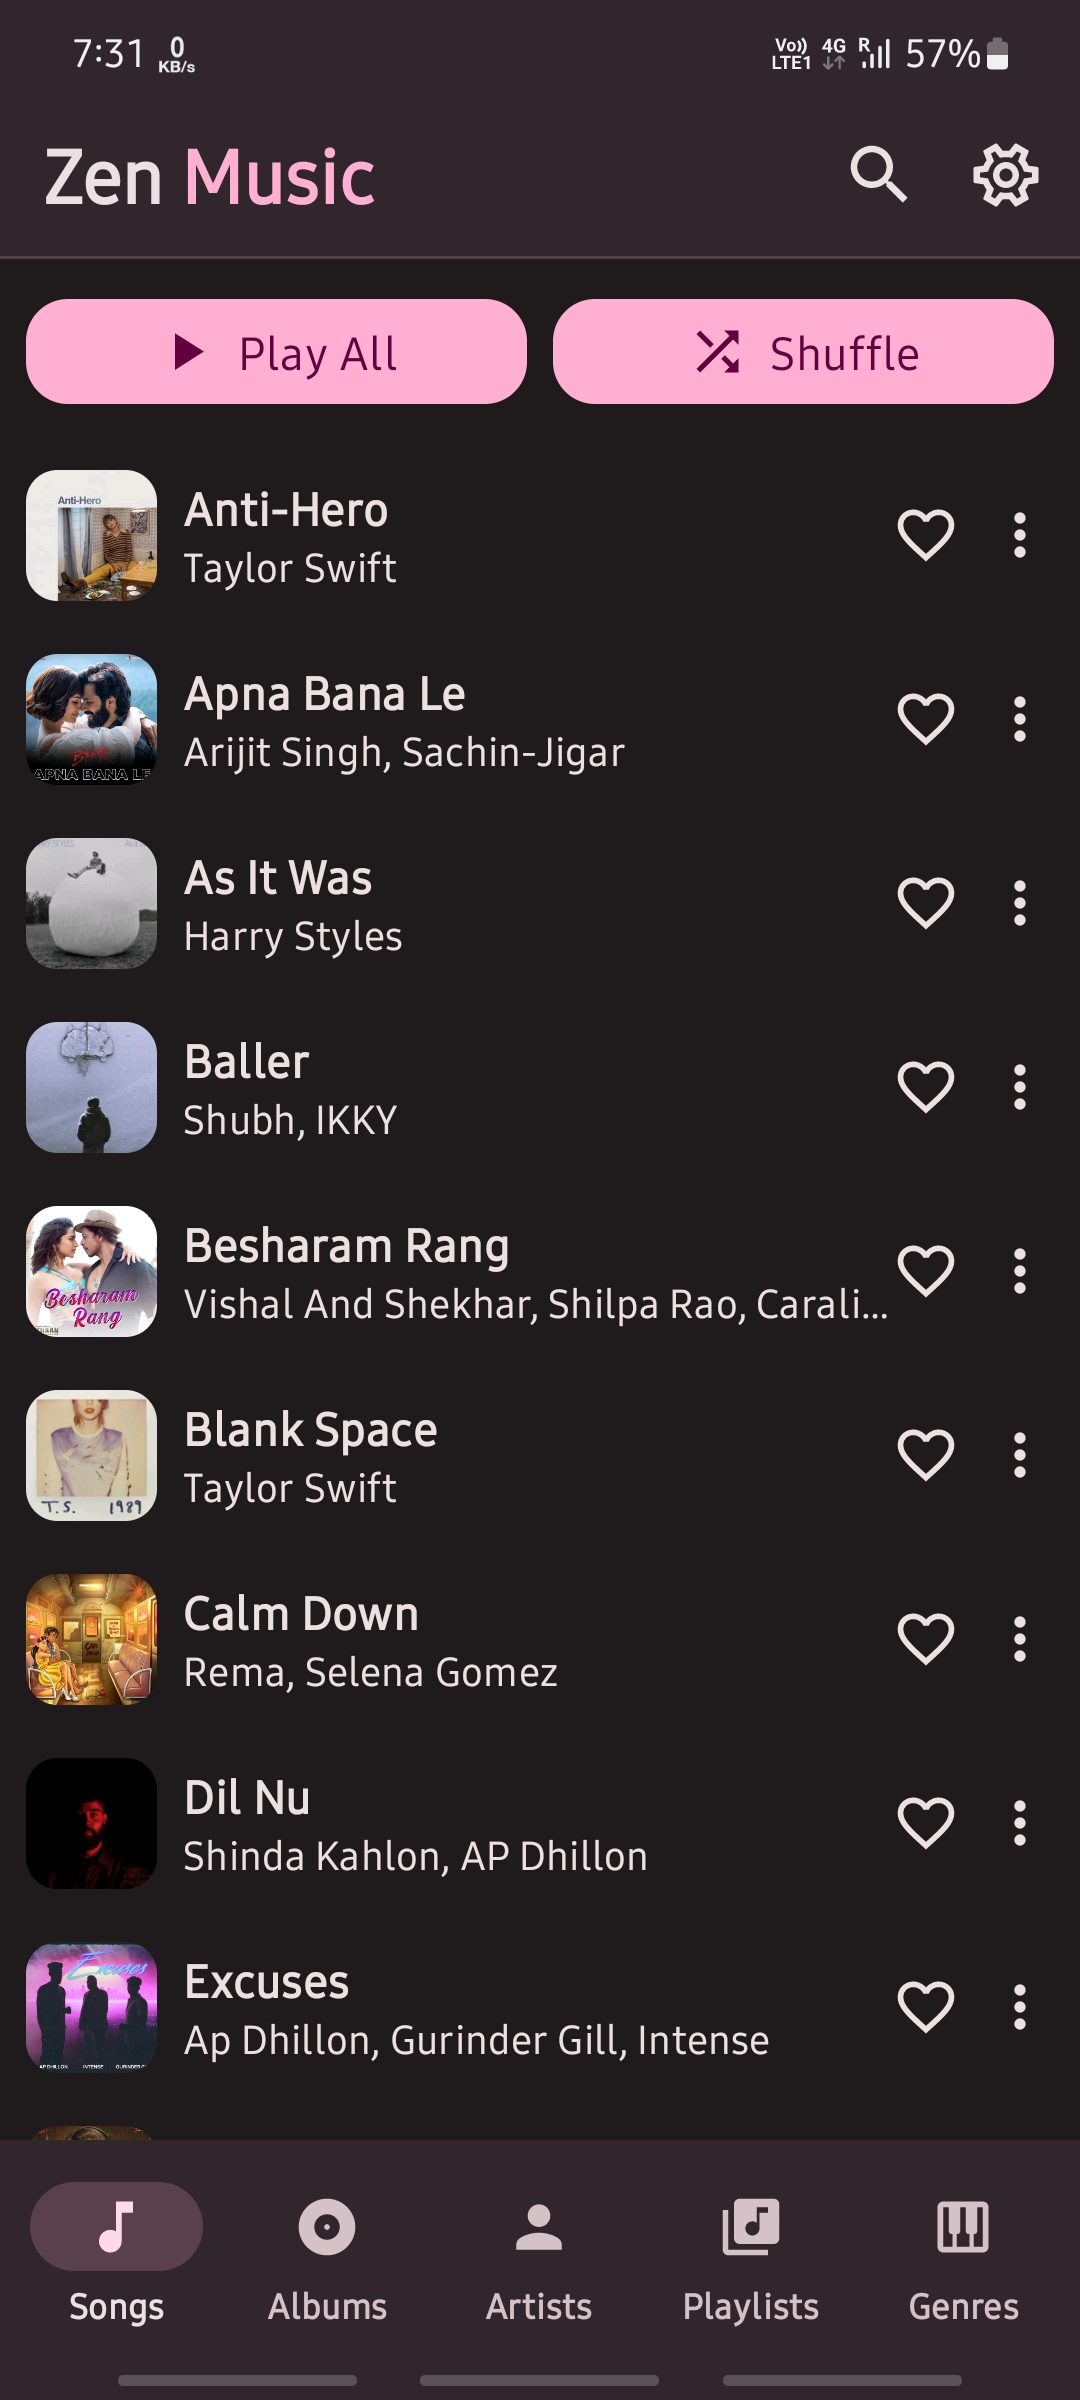 7:31 0 KB/s Vo)) LTE1 4G R 57%
Zen Music
Play All Shuffle
Anti-Hero
Anti-Hero
Taylor Swift
Apna Bana Le
Arijit Singh, Sachin-Jigar
APNA BANA LE
As It Was
Harry Styles
Baller
Shubh, IKKY
Besharam Rang
Vishal And Shekhar, Shilpa Rao, Carali...
Besharam
Rang
Blank Space
Taylor Swift
T.S. 1989
Calm Down
Rema, Selena Gomez
Dil Nu
Shinda Kahlon, AP Dhillon
Excuses
Excuses
Ap Dhillon, Gurinder Gill, Intense
AP DHILLON INTENSE
Songs Albums Artists Playlists Genres